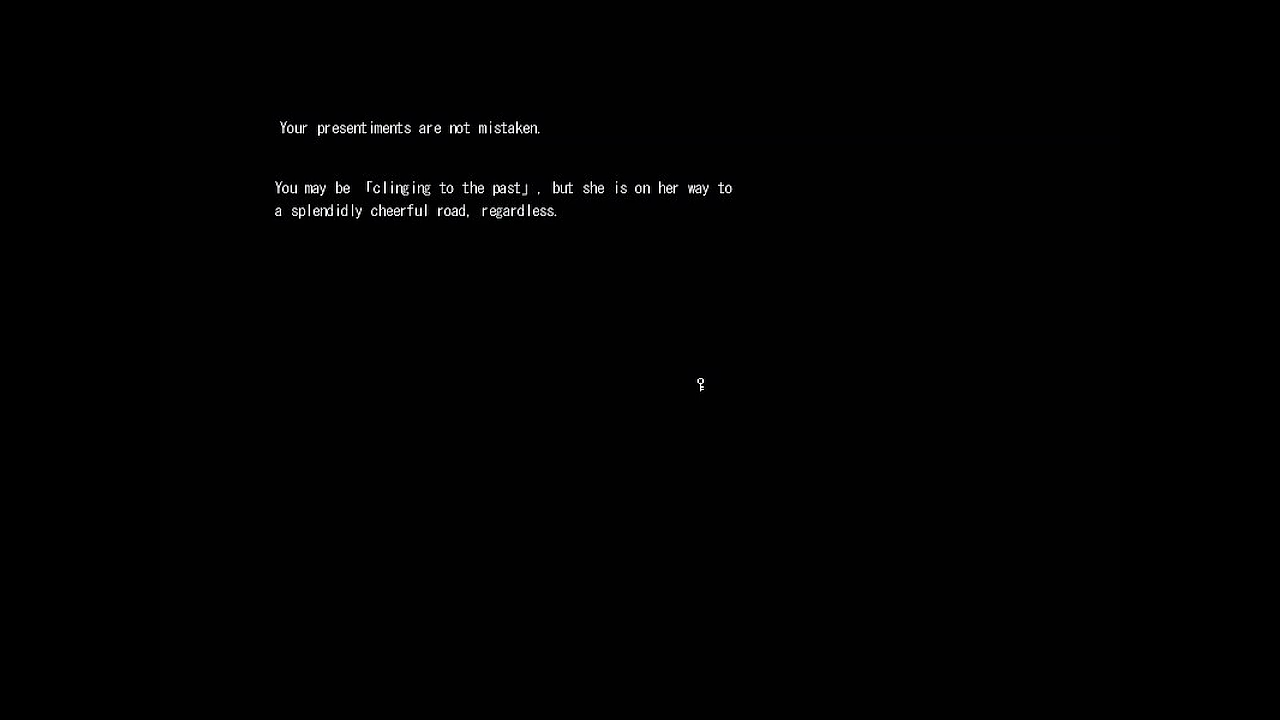 Your presentiments are not mistaken.
You may be 「clinging to the past」, but she is on her way to
a splendidly cheerful road, regardless.